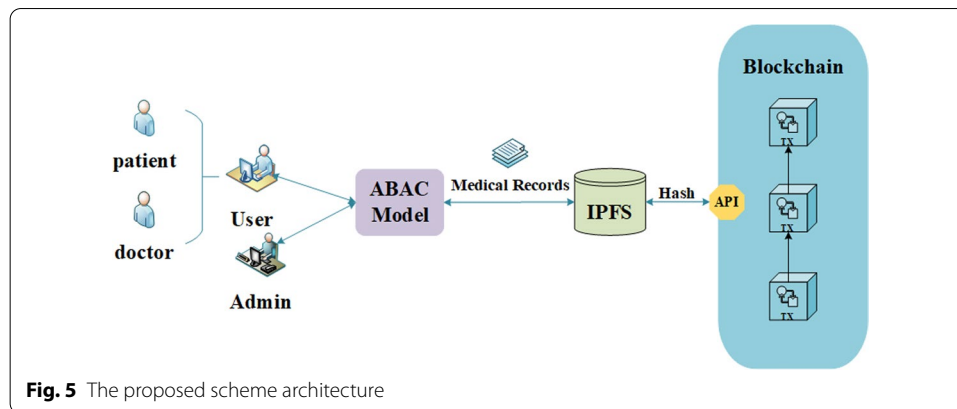 Blockchain
TX
patient
Medical Records
ABAC
Model
Hash
API
IPFS
TX
User
doctor
Admin
TX
Fig. 5 The proposed scheme architecture